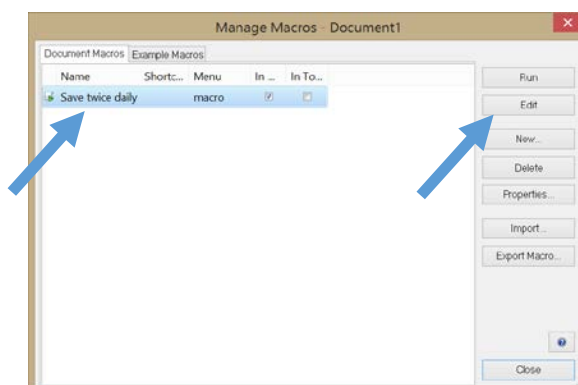 Manage Macros - Document1
Document Macros Example Macros
Name Shortc... Menu In ... In To...
Save twice daily macro
Run
Edit
New...
Delete
Properties...
Import...
Export Macro...
Close